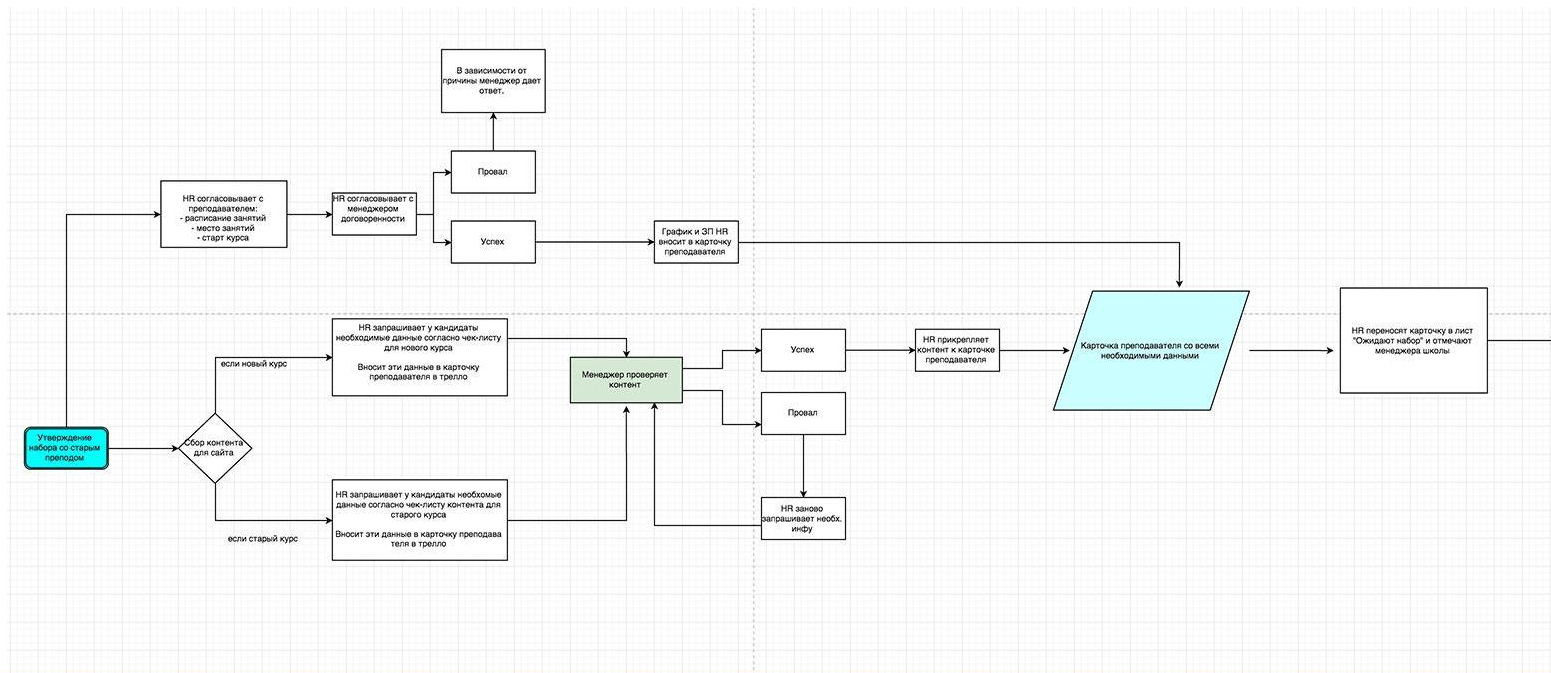 В зависимости от
причины менеджер дает
ответ.
Провал
HR согласовывает с
преподавателем:
- расписание занятий
- место занятий
- старт курса
HR согласовывает с
менеджером
договоренности
Успех
График и ЗП HR
вносит в карточку
преподавателя
HR запрашивает у кандидаты
необходимые данные согласно чек-листу
для нового курса
Вносит эти данные в карточку
преподавателя в трелло
если новый курс
Менеджер проверяет
контент
Успех
HR прикрепляет
контент к карточке
преподавателя
Карточка преподавателя со всеми
необходимыми данными
HR переносят карточку в лист
"Ожидают набор" и отмечают
менеджера школы
Провал
Утверждение
набора со старым
преподом
Сбор контента
для сайта
HR запрашивает у кандидаты необхомые
данные согласно чек-листу контента для
старого курса
Вносит эти данные в карточку преподава
теля в трелло
если старый курс
HR заново
запрашивает необх.
инфу